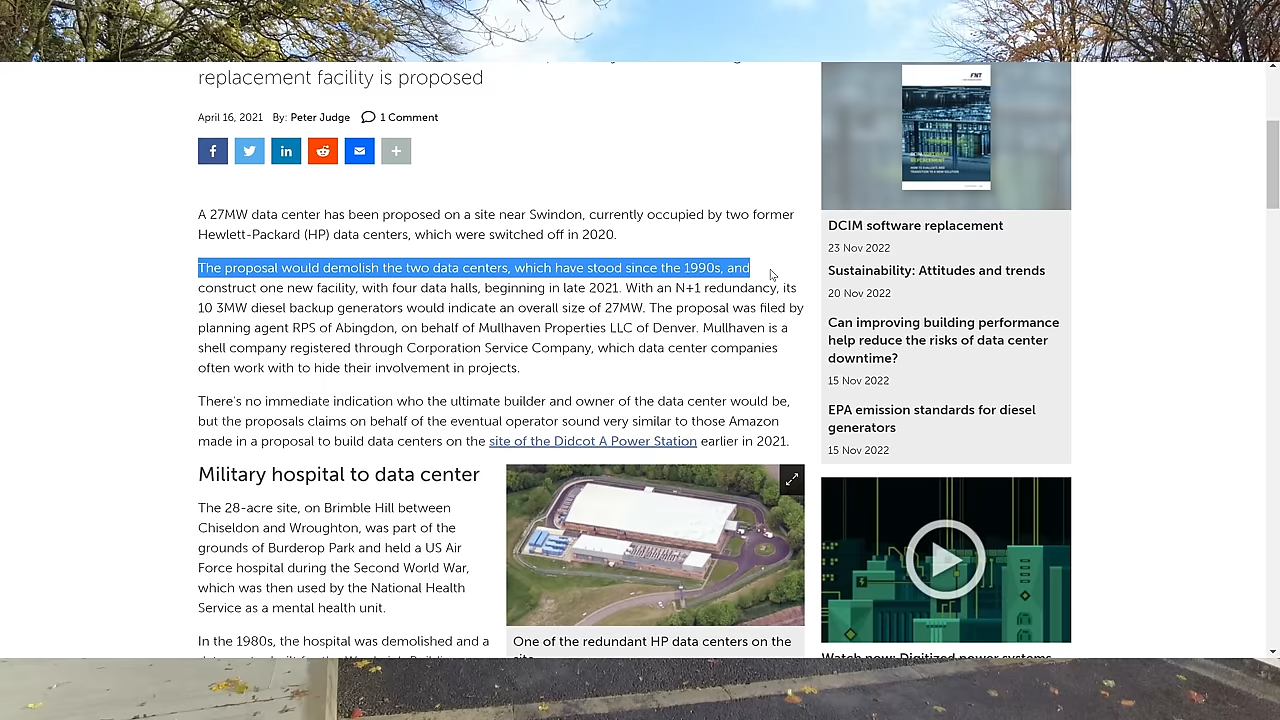 replacement facility is proposed
April 16, 2021 By: Peter Judge 1 Comment
A 27MW data center has been proposed on a site near Swindon, currently occupied by two former
Hewlett-Packard (HP) data centers, which were switched off in 2020.
The proposal would demolish the two data centers, which have stood since the 1990s, and
construct one new facility, with four data halls, beginning in late 2021. With an N+1 redundancy, its
10 3MW diesel backup generators would indicate an overall size of 27MW. The proposal was filed by
planning agent RPS of Abingdon, on behalf of Mullhaven Properties LLC of Denver. Mullhaven is a
shell company registered through Corporation Service Company, which data center companies
often work with to hide their involvement in projects.
There's no immediate indication who the ultimate builder and owner of the data center would be,
but the proposals claims on behalf of the eventual operator sound very similar to those Amazon
made in a proposal to build data centers on the site of the Didcot A Power Station earlier in 2021.
Military hospital to data center
The 28-acre site, on Brimble Hill between
Chiseldon and Wroughton, was part of the
grounds of Burderop Park and held a US Air
Force hospital during the Second World War,
which was then used by the National Health
Service as a mental health unit.
In the 1980s, the hospital was demolished and a
One of the redundant HP data centers on the
FNT
DCIM SOFTWARE
REPLACEMENT
DCIM software replacement
23 Nov 2022
Sustainability: Attitudes and trends
20 Nov 2022
Can improving building performance
help reduce the risks of data center
downtime?
15 Nov 2022
EPA emission standards for diesel
generators
15 Nov 2022
Watch now: Digitized power systems